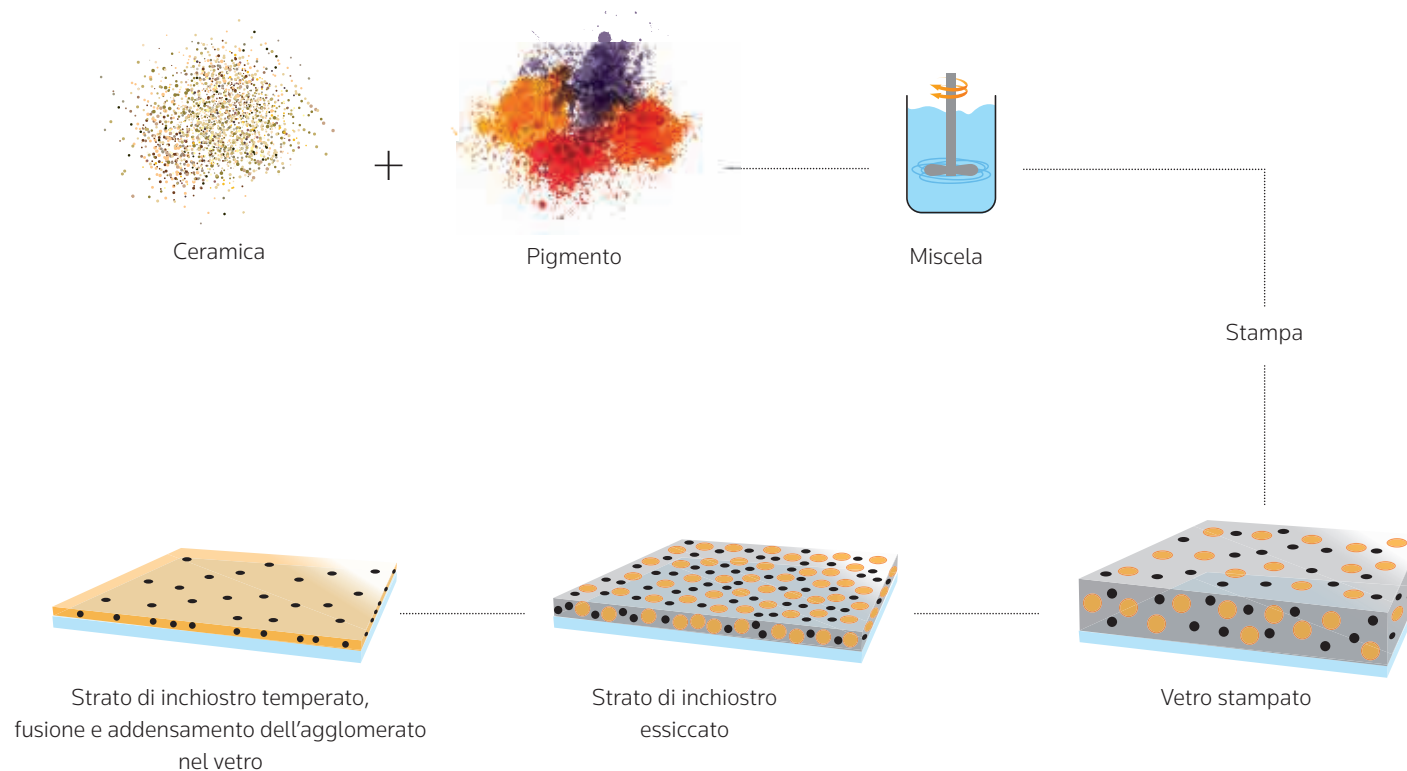 +
Ceramica
Pigmento
Miscela
Stampa
Strato di inchiostro temperato,
fusione e addensamento dell’agglomerato
nel vetro
Strato di inchiostro
essiccato
Vetro stampato